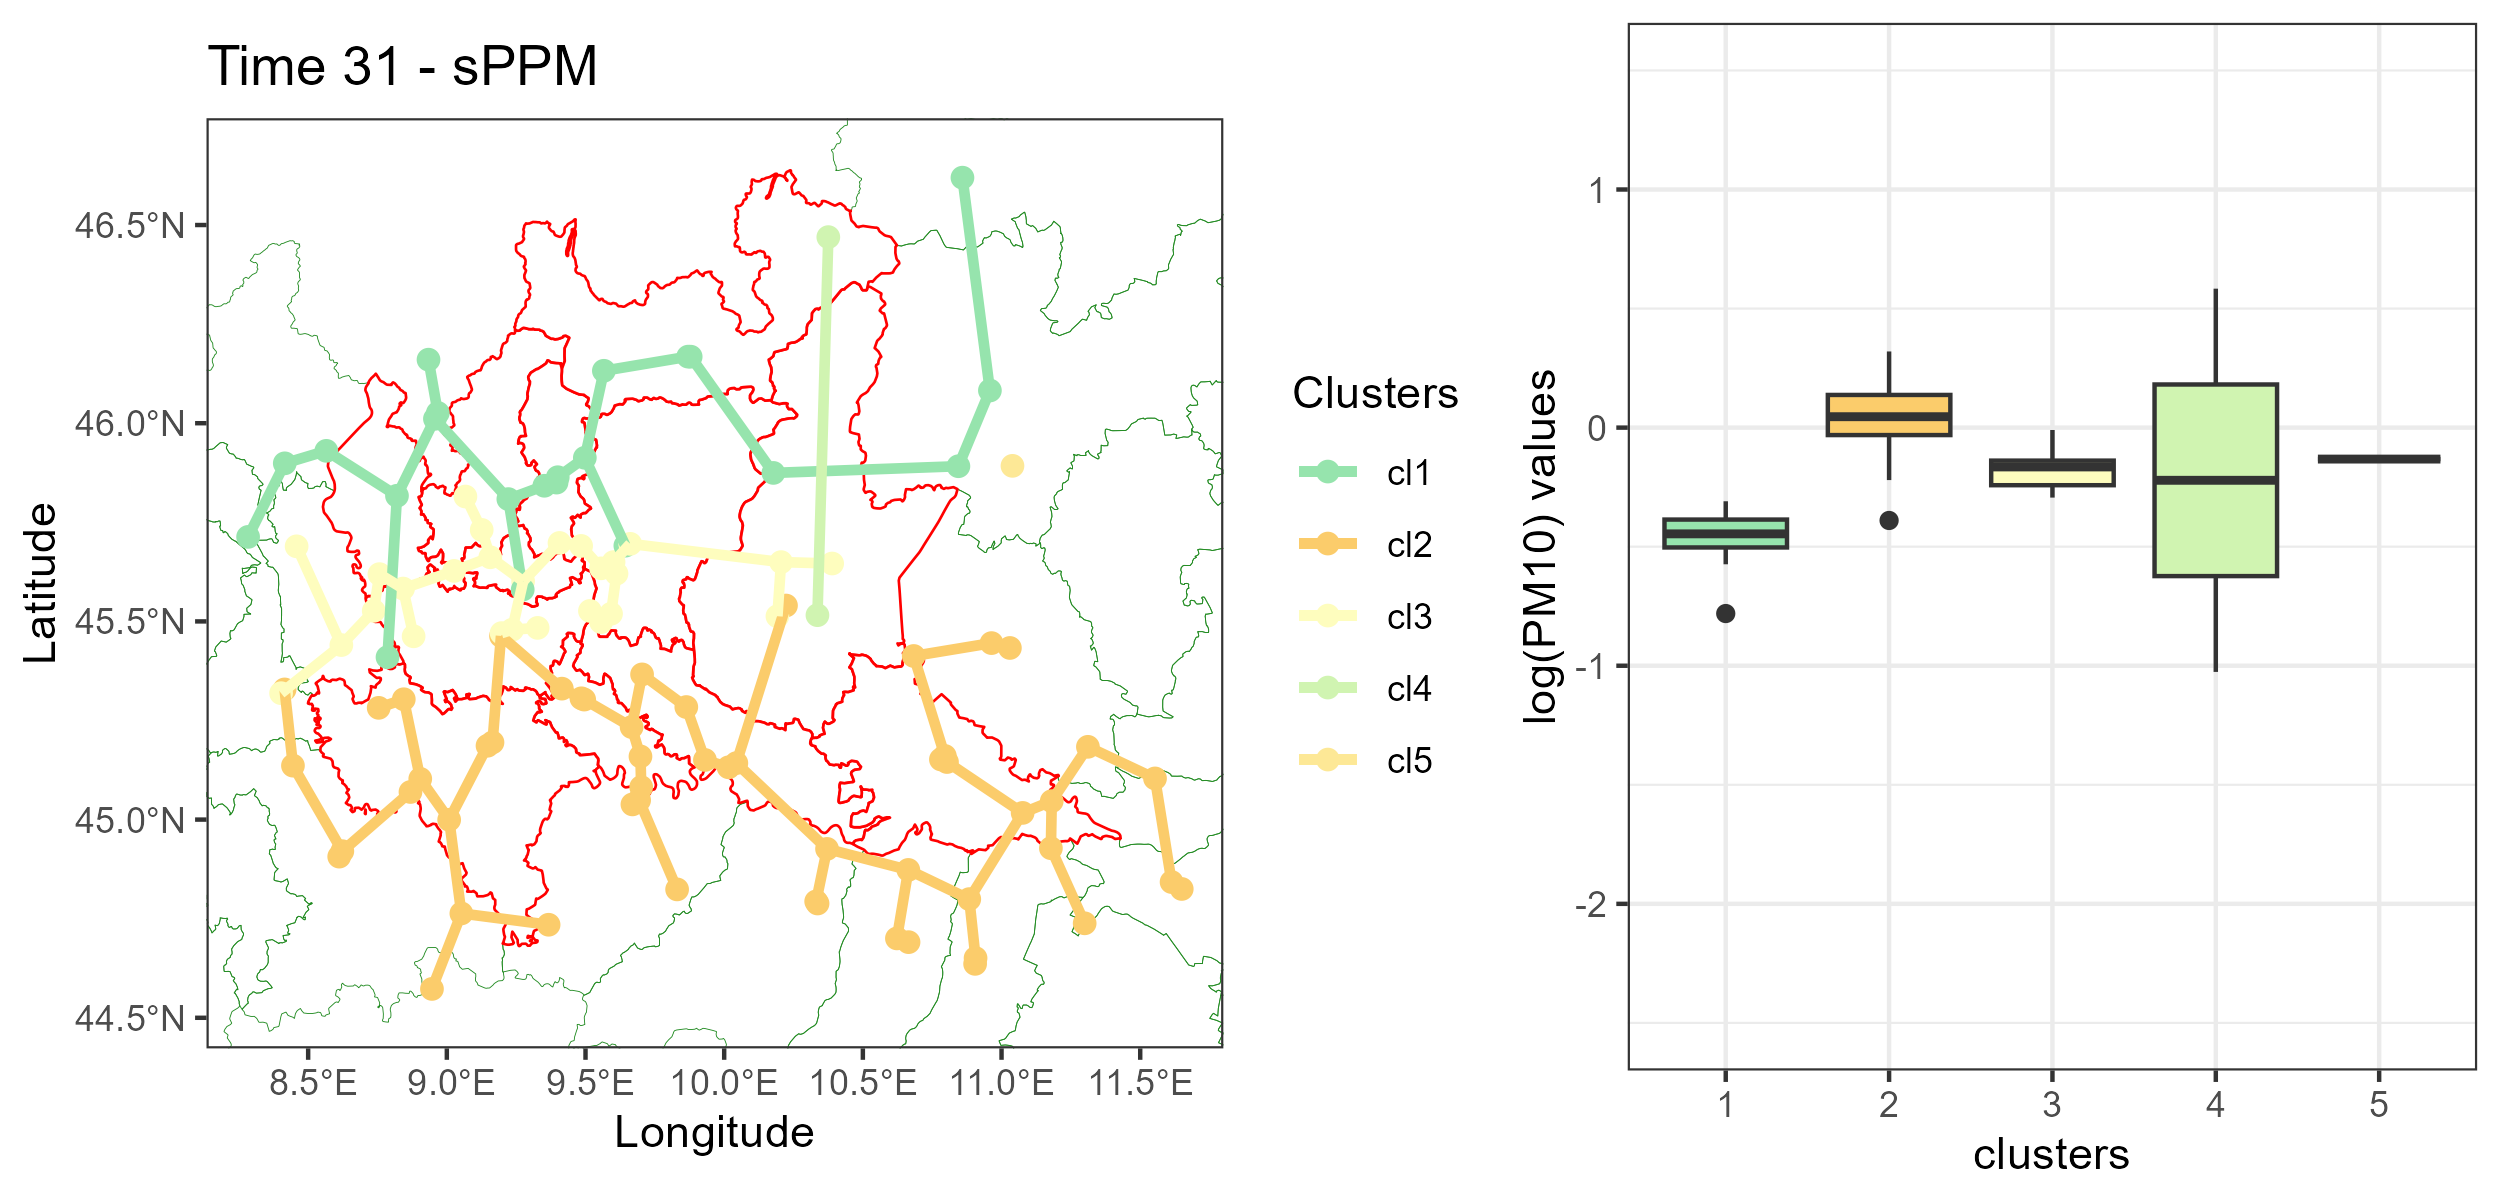 Time 31 - sPPM
46.5°N
46.0°N
45.5°N
45.0°N
44.5°N
Latitude
8.5°E 9.0°E 9.5°E 10.0°E 10.5°E 11.0°E 11.5°E
Longitude
Clusters
cl1
cl2
cl3
cl4
cl5
log(PM10) values
1
0
-1
-2
1 2 3 4 5
clusters